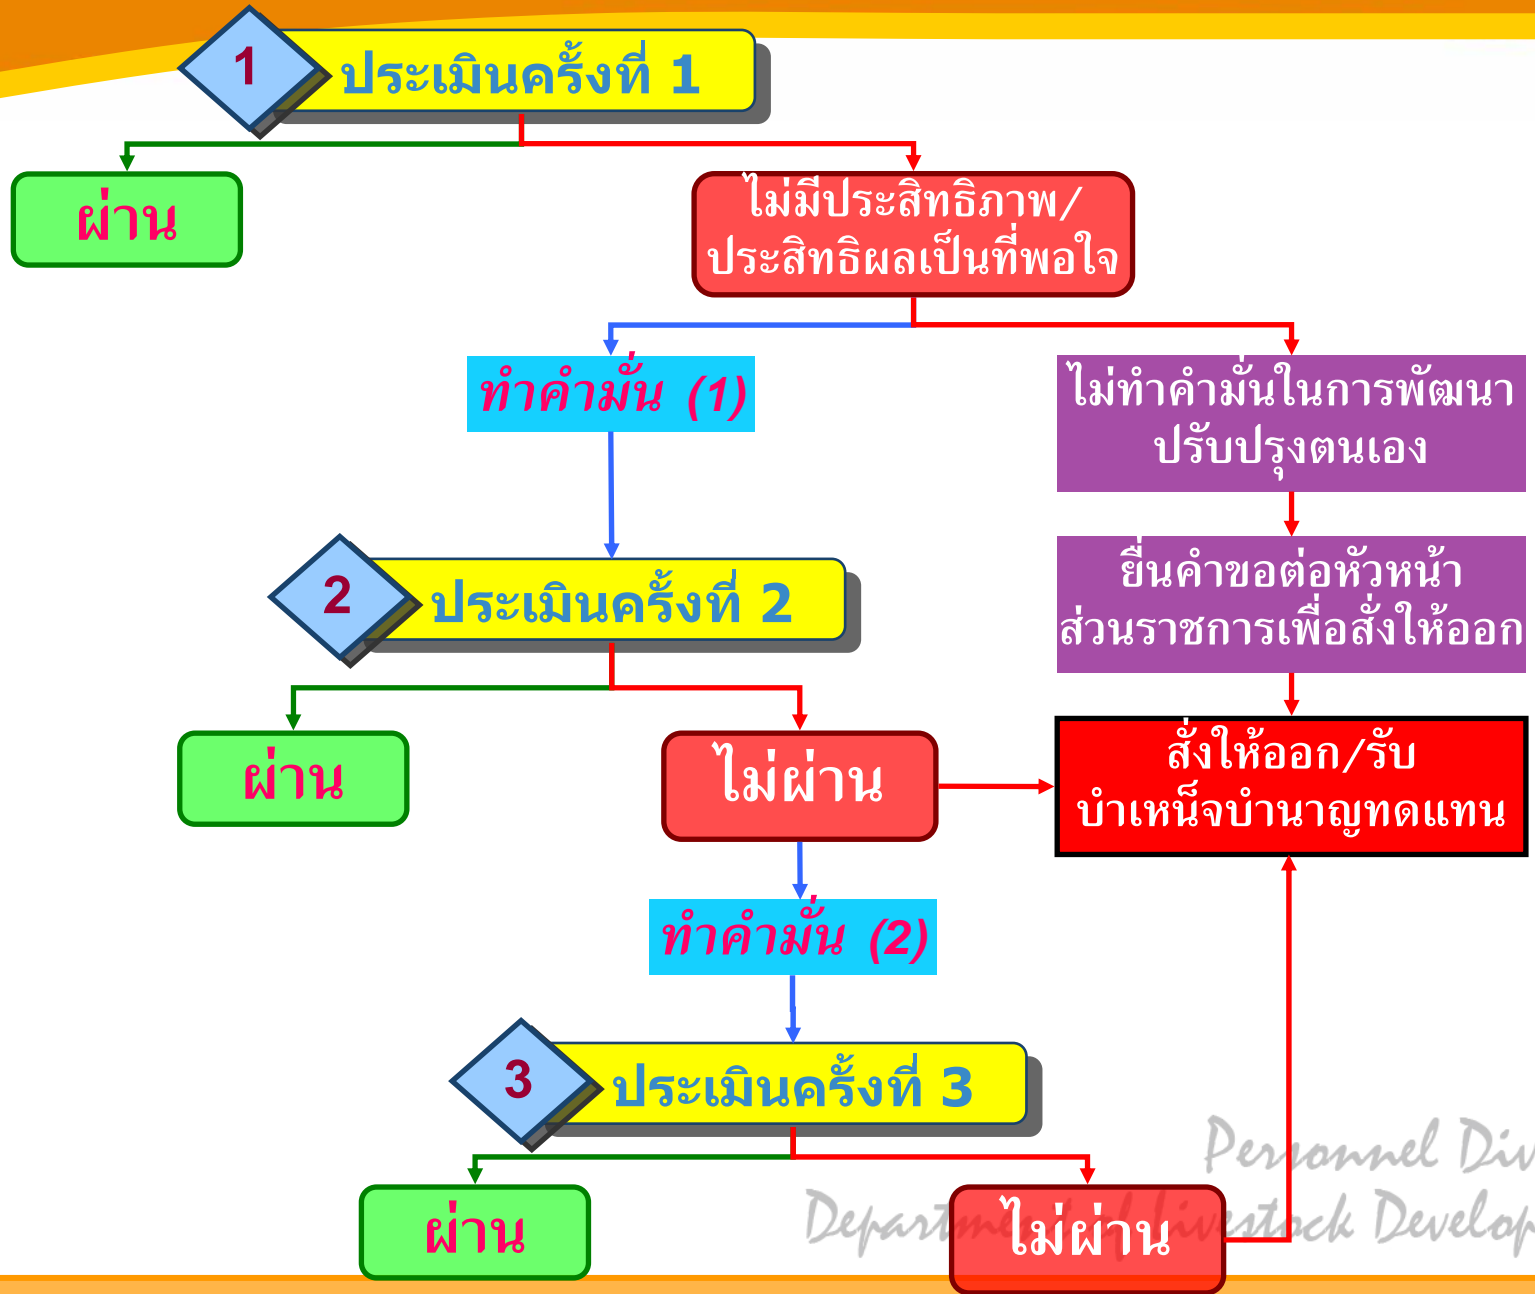 1
ประเมินครั้งที่ 1
ผ่าน
ไม่มีประสิทธิภาพ/
ประสิทธิผลเป็นที่พอใจ
ทำคำมั่น (1)
ไม่ทำคำมั่นในการพัฒนา
ปรับปรุงตนเอง
2
ประเมินครั้งที่ 2
ยื่นคำขอต่อหัวหน้า
ส่วนราชการเพื่อสั่งให้ออก
ผ่าน
ไม่ผ่าน
สั่งให้ออก/รับ
บำเหน็จบำนาญทดแทน
ทำคำมั่น (2)
3
ประเมินครั้งที่ 3
Personnel Div
Department of Livestock Develop
ผ่าน
ไม่ผ่าน